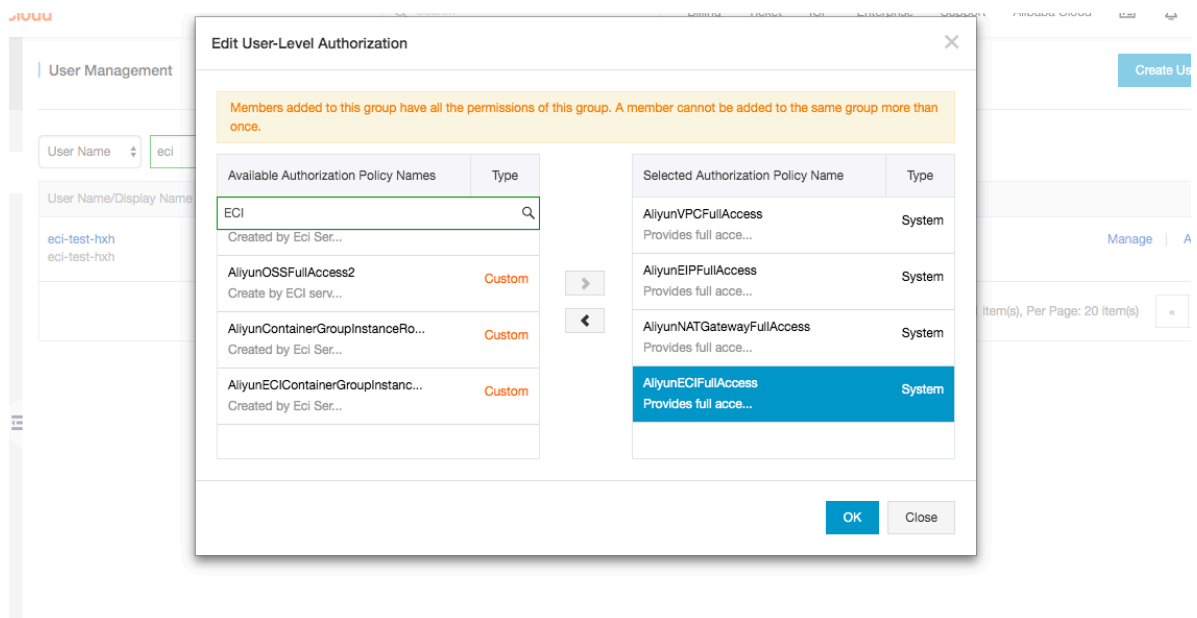 Edit User-Level Authorization
User Management
Create Us
Members added to this group have all the permissions of this group. A member cannot be added to the same group more than
once.
User Name
eci
Available Authorization Policy Names
Type
Selected Authorization Policy Name
Type
User Name/Display Name
ECI
Created by Eci Ser...
AliyunVPCFullAccess
Provides full acce...
System
eci-test-hxh
eci-test-hxh
Manage
A
AliyunOSSFullAccess2
Create by ECI serv...
Custom
AliyunEIPFullAccess
Provides full acce...
System
AliyunContainerGroupInstanceRo...
Created by Eci Ser...
Custom
AliyunNATGatewayFullAccess
Provides full acce...
System
item(s), Per Page: 20 item(s)
«
AliyunECIContainerGroupInstanc...
Created by Eci Ser...
Custom
AliyunECIFullAccess
Provides full acce...
System
OK
Close